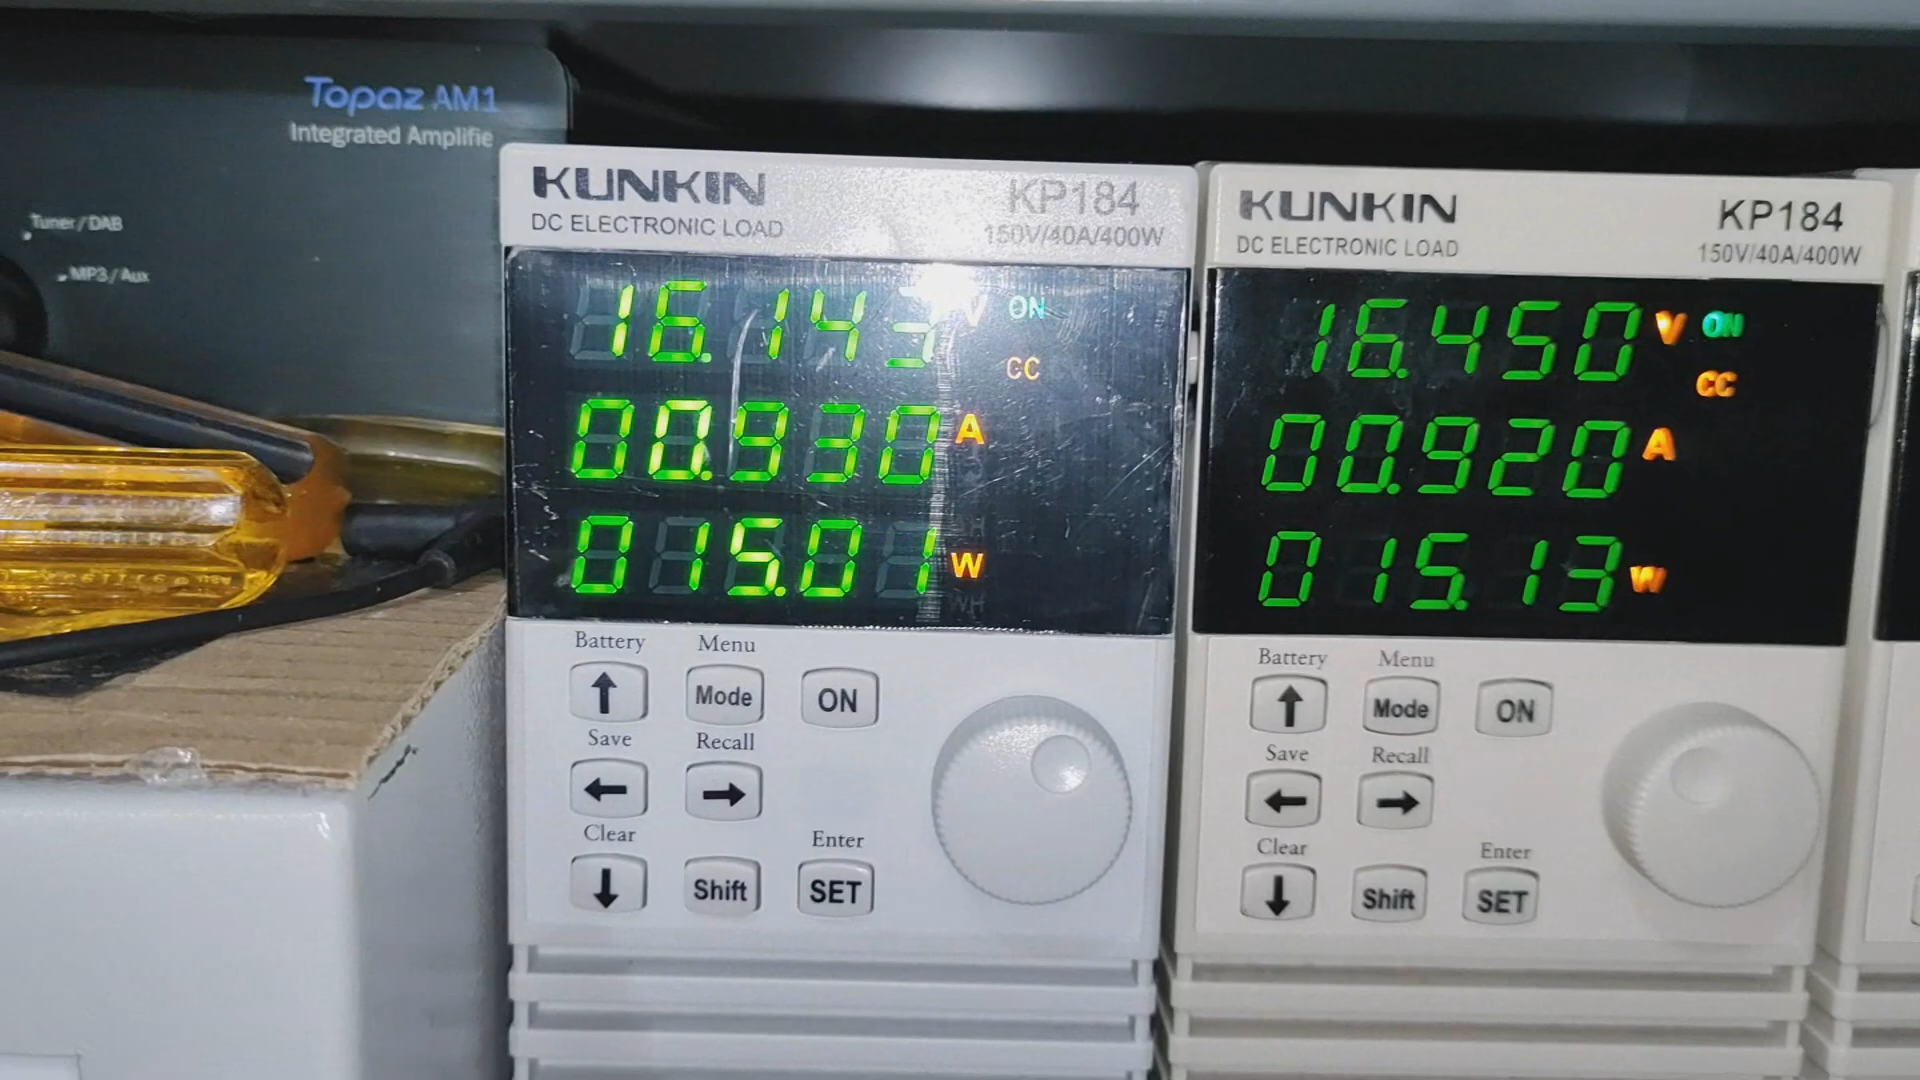 Topaz AM1
Integrated Amplifie
Tuner/DAB
MP3/Aux
KUNKIN
KP184
DC ELECTRONIC LOAD
150V/40A/400W
V
ON
CC
00.930 A
015.01 W
WH
Battery
Menu
Mode
ON
Save
Recall
Clear
Enter
Shift
SET
KUNKIN
KP184
DC ELECTRONIC LOAD
150V/40A/400W
16.450 V
ON
CC
00.920 A
015.13 W
Battery
Menu
Mode
ON
Save
Recall
Clear
Enter
Shift
SET